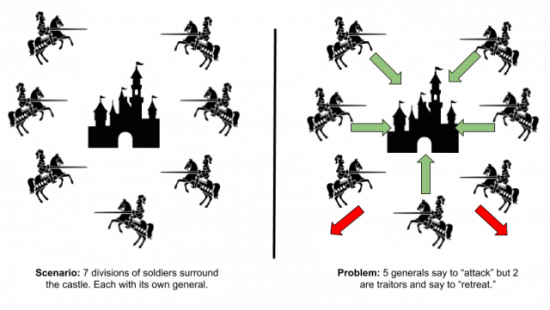 Scenario: 7 divisions of soldiers surround
the castle. Each with its own general.
Problem: 5 generals say to “attack” but 2
are traitors and say to “retreat.”